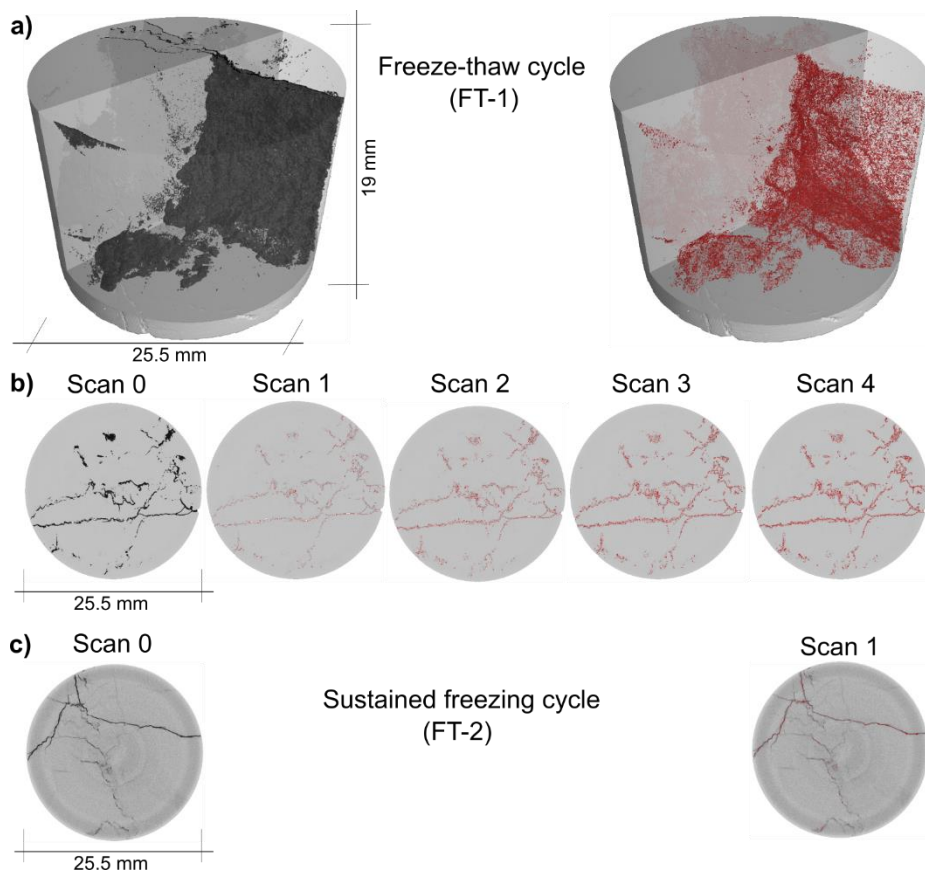 a)
Freeze-thaw cycle
(FT-1)
19 mm
25.5 mm
b)
Scan 0
Scan 1
Scan 2
Scan 3
Scan 4
25.5 mm
c)
Scan 0
Scan 1
Sustained freezing cycle
(FT-2)
25.5 mm